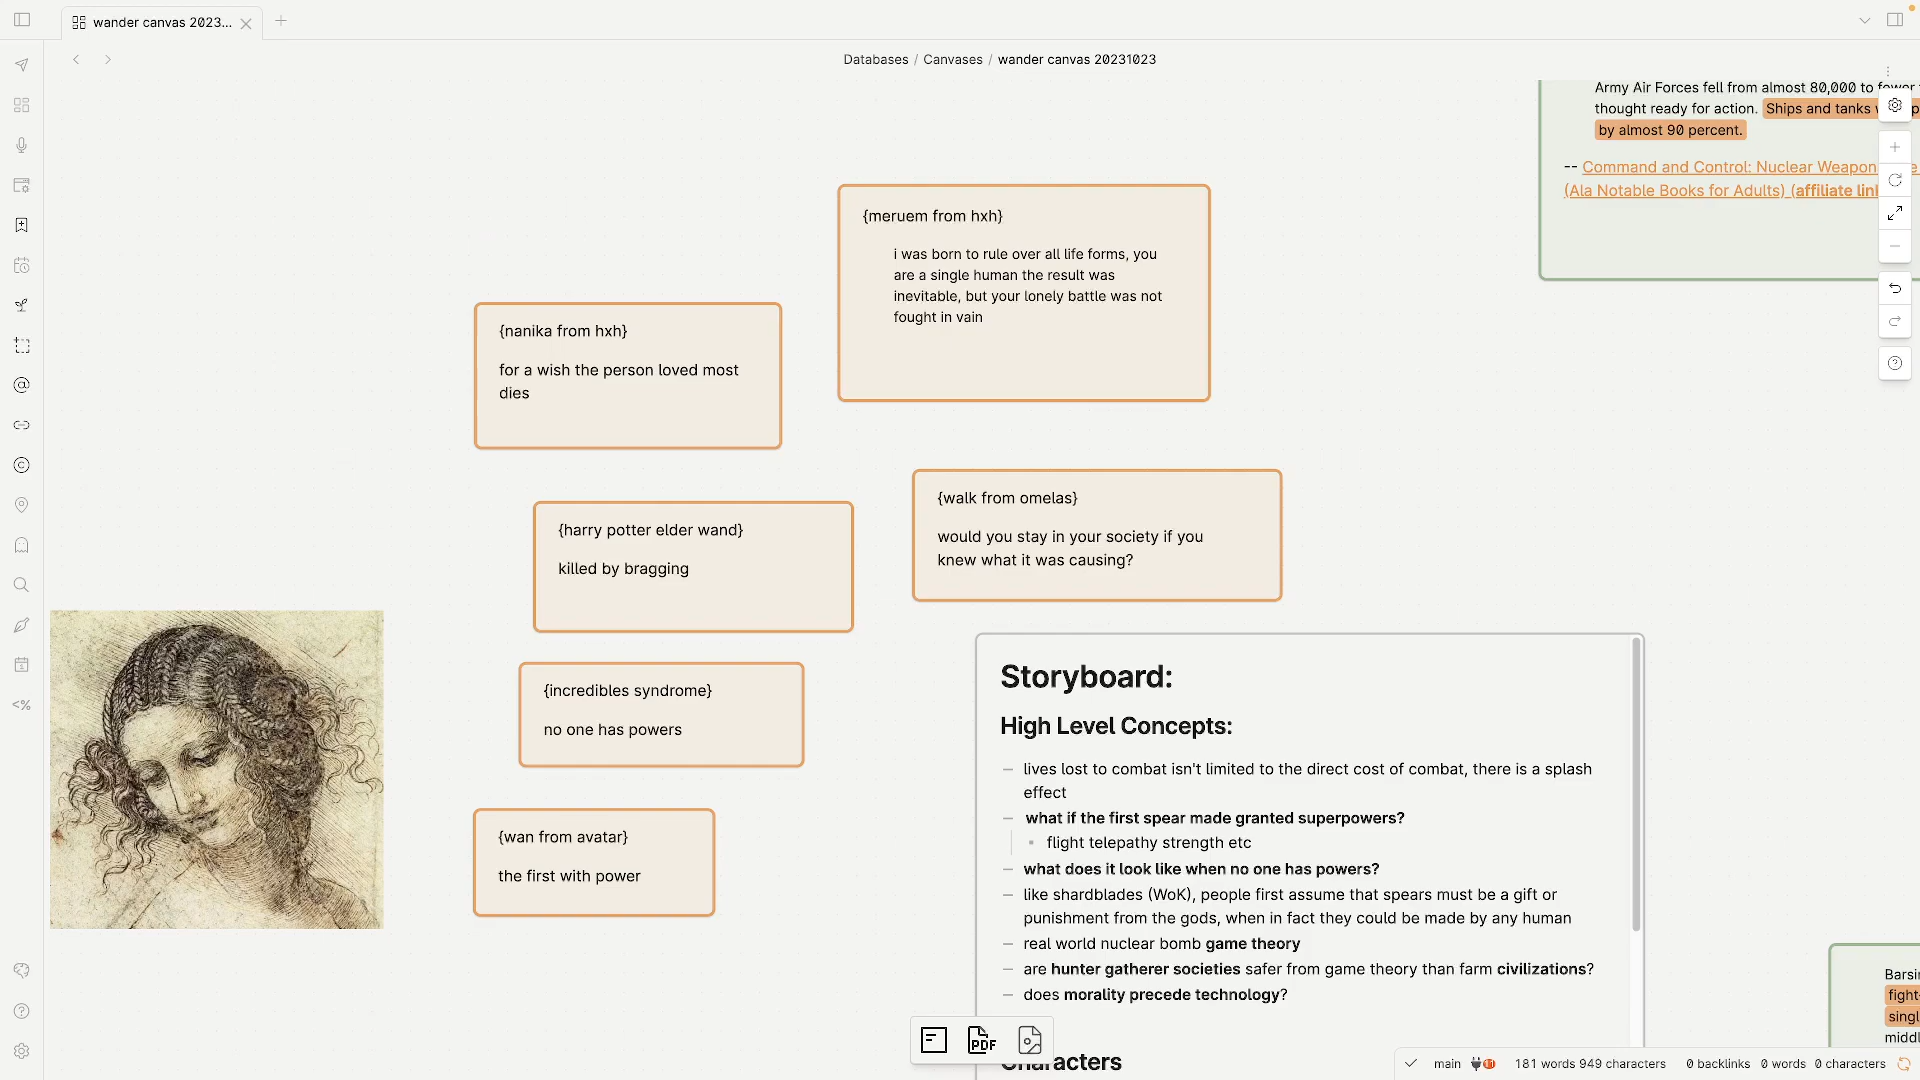 wander canvas 2023...
Databases / Canvases / wander canvas 20231023
Army Air Forces fell from almost 80,000 to fewer
thought ready for action. Ships and tanks
by almost 90 percent.
-- Command and Control: Nuclear Weapon
(Ala Notable Books for Adults) (affiliate link
{meruem from hxh}
i was born to rule over all life forms, you
are a single human the result was
inevitable, but your lonely battle was not
fought in vain
{nanika from hxh}
for a wish the person loved most
dies
{harry potter elder wand}
killed by bragging
{walk from omelas}
would you stay in your society if you
knew what it was causing?
{incredibles syndrome}
no one has powers
{wan from avatar}
the first with power
Storyboard:
High Level Concepts:
– lives lost to combat isn't limited to the direct cost of combat, there is a splash
effect
– what if the first spear made granted superpowers?
• flight telepathy strength etc
– what does it look like when no one has powers?
– like shardblades (WoK), people first assume that spears must be a gift or
punishment from the gods, when in fact they could be made by any human
– real world nuclear bomb game theory
– are hunter gatherer societies safer from game theory than farm civilizations?
– does morality precede technology?
Characters
Barsin
fight-
singl
middl
PDF
<%
main
181 words 949 characters
0 backlinks 0 words 0 characters